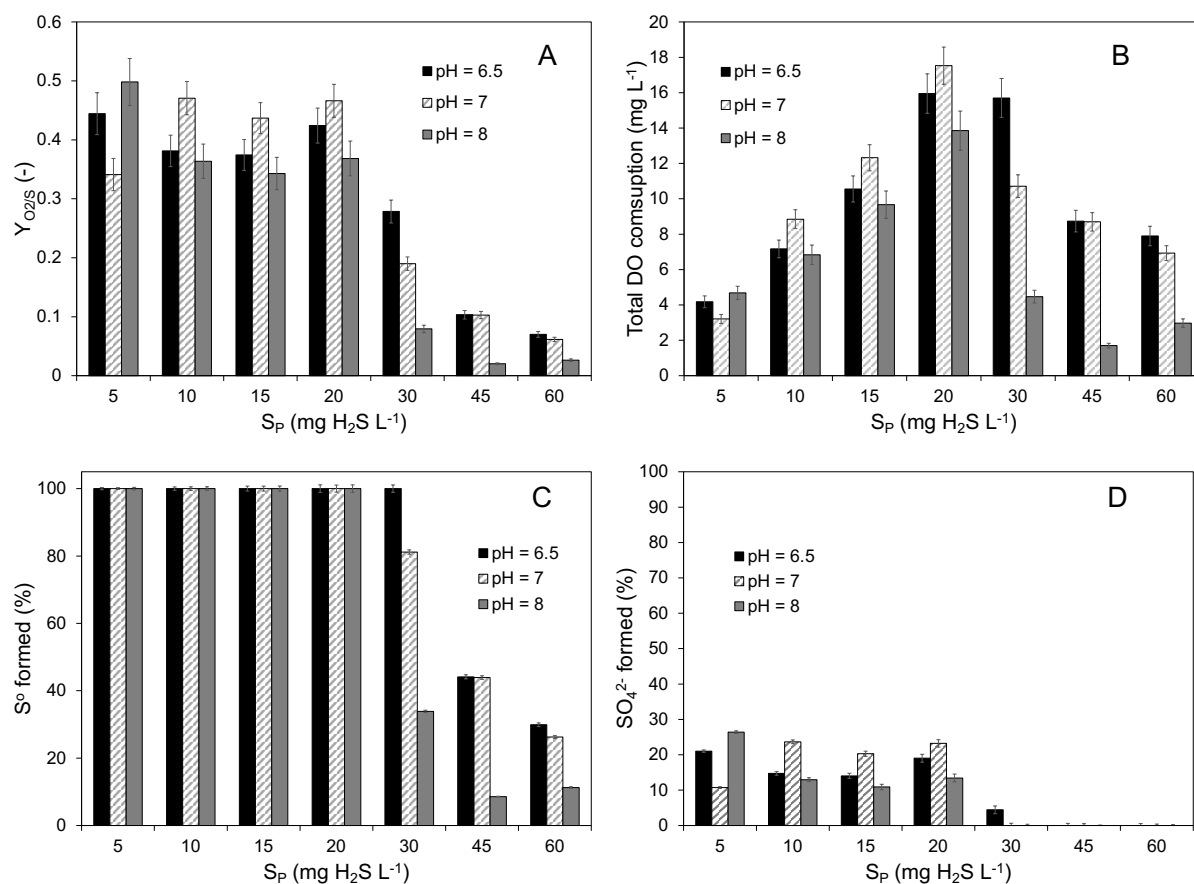 A
0.6
0.5
0.4
0.3
0.2
0.1
0
Y_O2/S (-)
pH = 6.5
pH = 7
pH = 8
5 10 15 20 30 45 60
S_P (mg H₂S L⁻¹)
B
20
18
16
14
12
10
8
6
4
2
0
Total DO comsuption (mg L⁻¹)
pH = 6.5
pH = 7
pH = 8
5 10 15 20 30 45 60
S_P (mg H₂S L⁻¹)
C
100
80
60
40
20
0
Sº formed (%)
pH = 6.5
pH = 7
pH = 8
5 10 15 20 30 45 60
S_P (mg H₂S L⁻¹)
D
100
90
80
70
60
50
40
30
20
10
0
SO₄²⁻ formed (%)
pH = 6.5
pH = 7
pH = 8
5 10 15 20 30 45 60
S_P (mg H₂S L⁻¹)